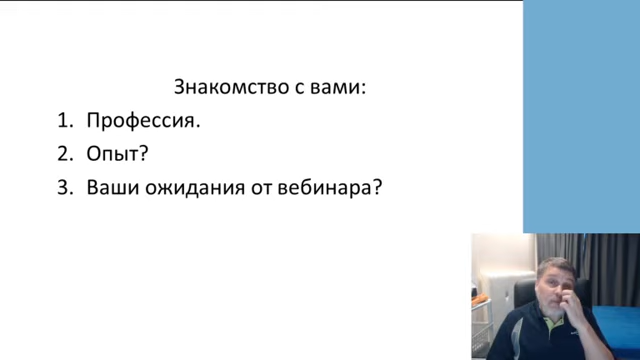 Знакомство с вами:
1. Профессия.
2. Опыт?
3. Ваши ожидания от вебинара?